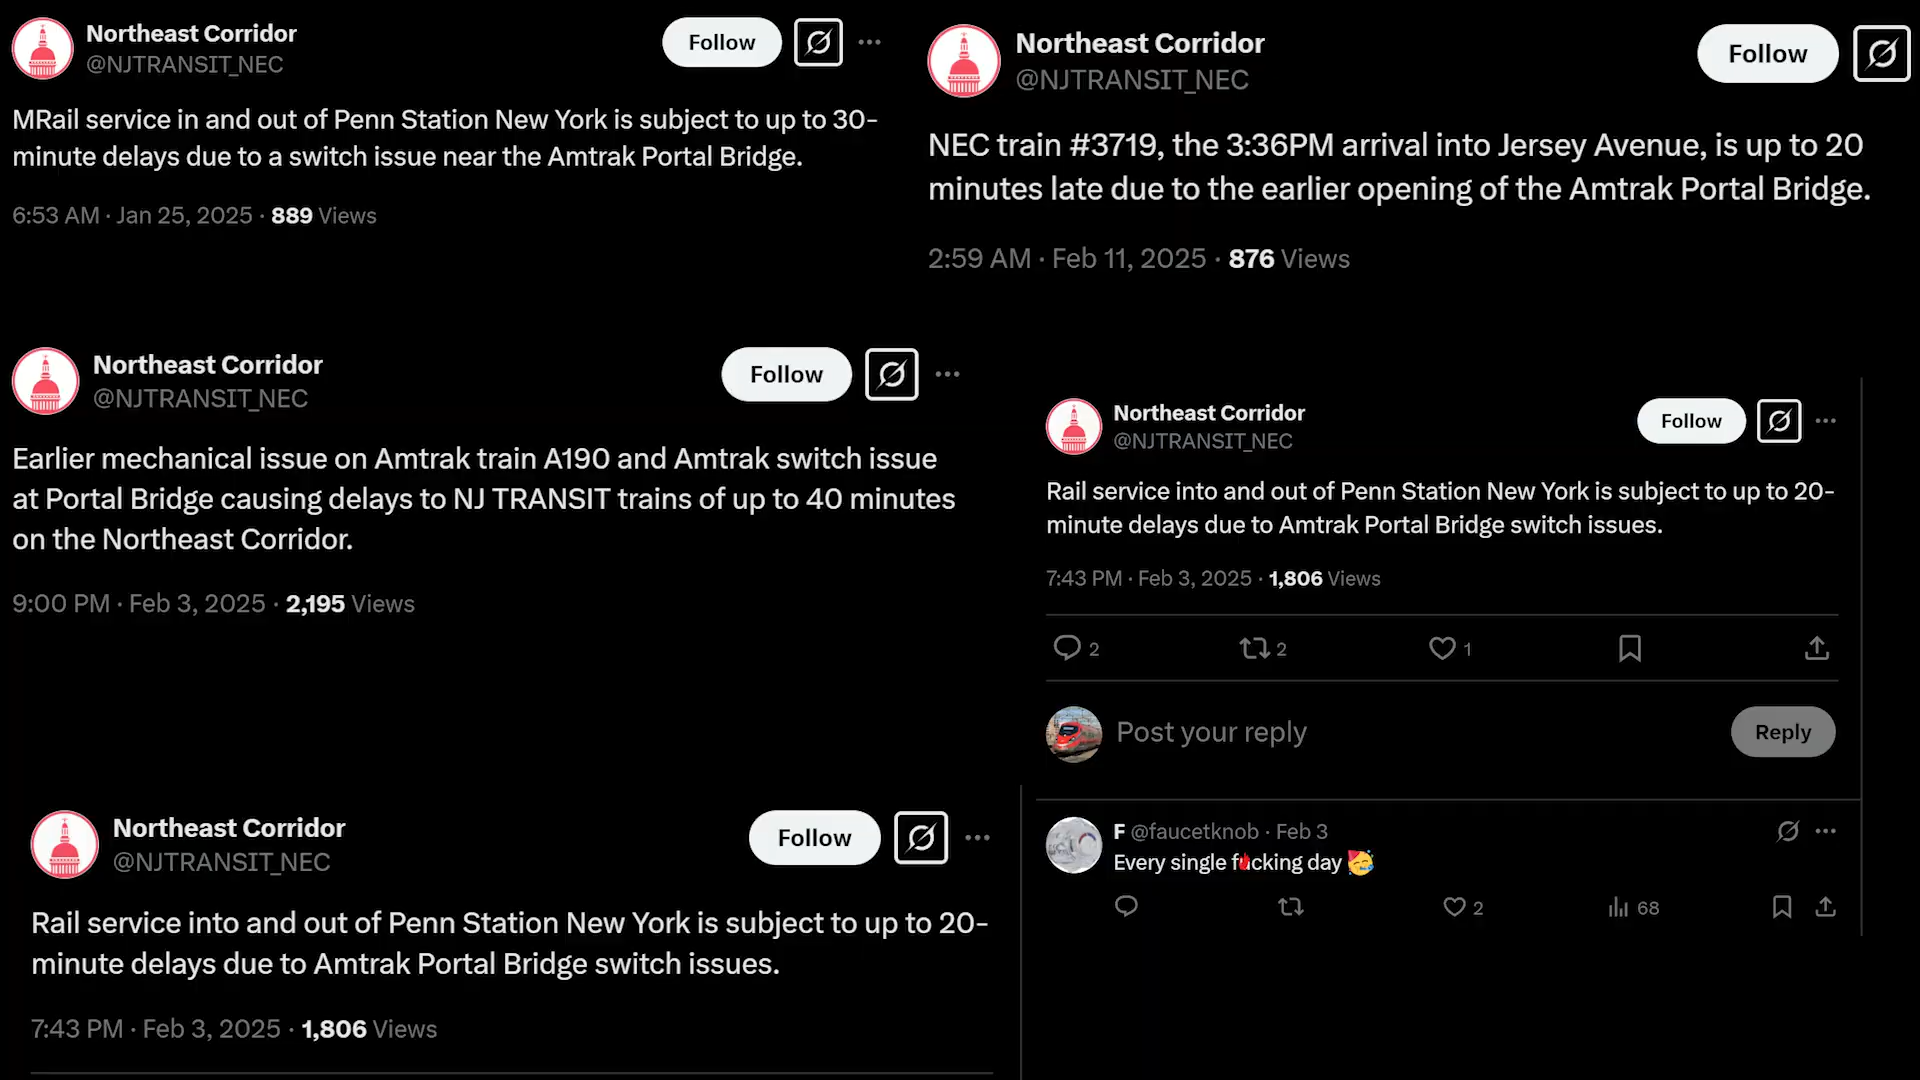 Northeast Corridor
@NJTRANSIT_NEC
Follow
MRail service in and out of Penn Station New York is subject to up to 30-
minute delays due to a switch issue near the Amtrak Portal Bridge.
6:53 AM · Jan 25, 2025 · 889 Views
Northeast Corridor
@NJTRANSIT_NEC
Follow
NEC train #3719, the 3:36PM arrival into Jersey Avenue, is up to 20
minutes late due to the earlier opening of the Amtrak Portal Bridge.
2:59 AM · Feb 11, 2025 · 876 Views
Northeast Corridor
@NJTRANSIT_NEC
Follow
Earlier mechanical issue on Amtrak train A190 and Amtrak switch issue
at Portal Bridge causing delays to NJ TRANSIT trains of up to 40 minutes
on the Northeast Corridor.
9:00 PM · Feb 3, 2025 · 2,195 Views
Northeast Corridor
@NJTRANSIT_NEC
Follow
Rail service into and out of Penn Station New York is subject to up to 20-
minute delays due to Amtrak Portal Bridge switch issues.
7:43 PM · Feb 3, 2025 · 1,806 Views
2 2 1
Post your reply
Reply
F @faucetknob · Feb 3
Every single fucking day 🥳
2 68
Northeast Corridor
@NJTRANSIT_NEC
Follow
Rail service into and out of Penn Station New York is subject to up to 20-
minute delays due to Amtrak Portal Bridge switch issues.
7:43 PM · Feb 3, 2025 · 1,806 Views